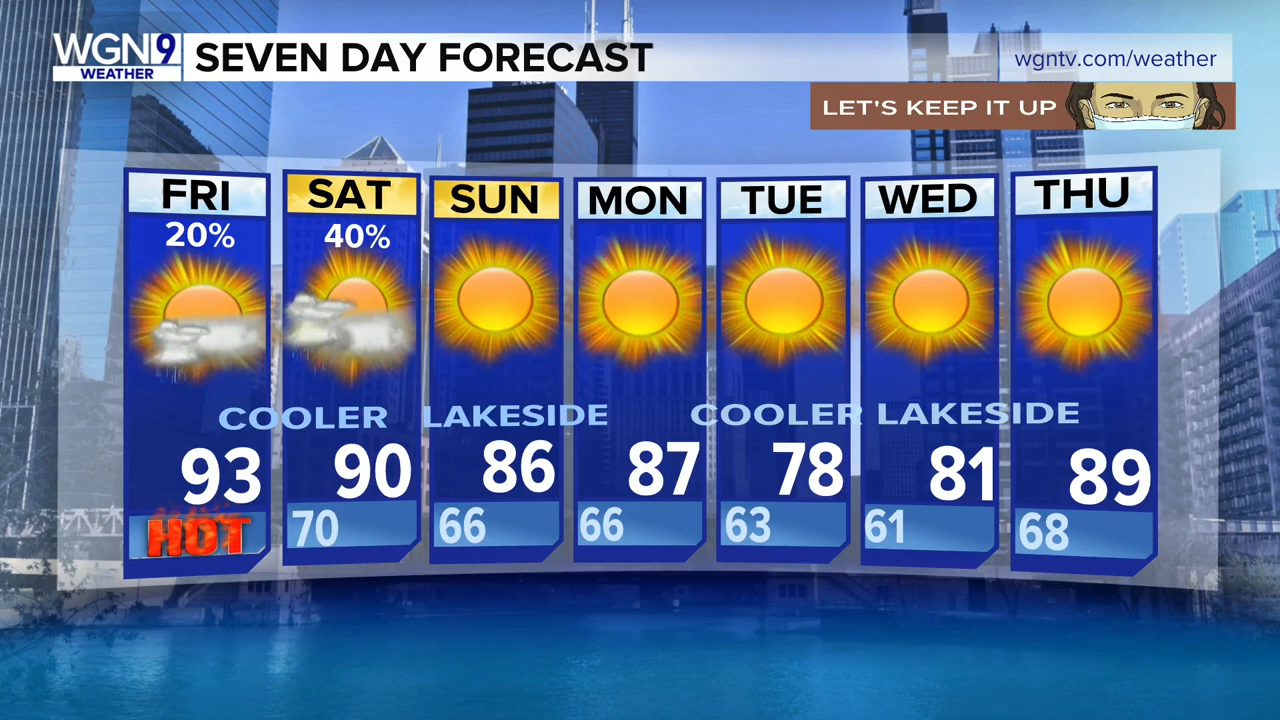 WGN 9
WEATHER
SEVEN DAY FORECAST
wgntv.com/weather
LET'S KEEP IT UP
FRI SAT SUN MON TUE WED THU
20% 40%
COOLER LAKESIDE COOLER LAKESIDE
93 90 86 87 78 81 89
HOT 70 66 66 63 61 68